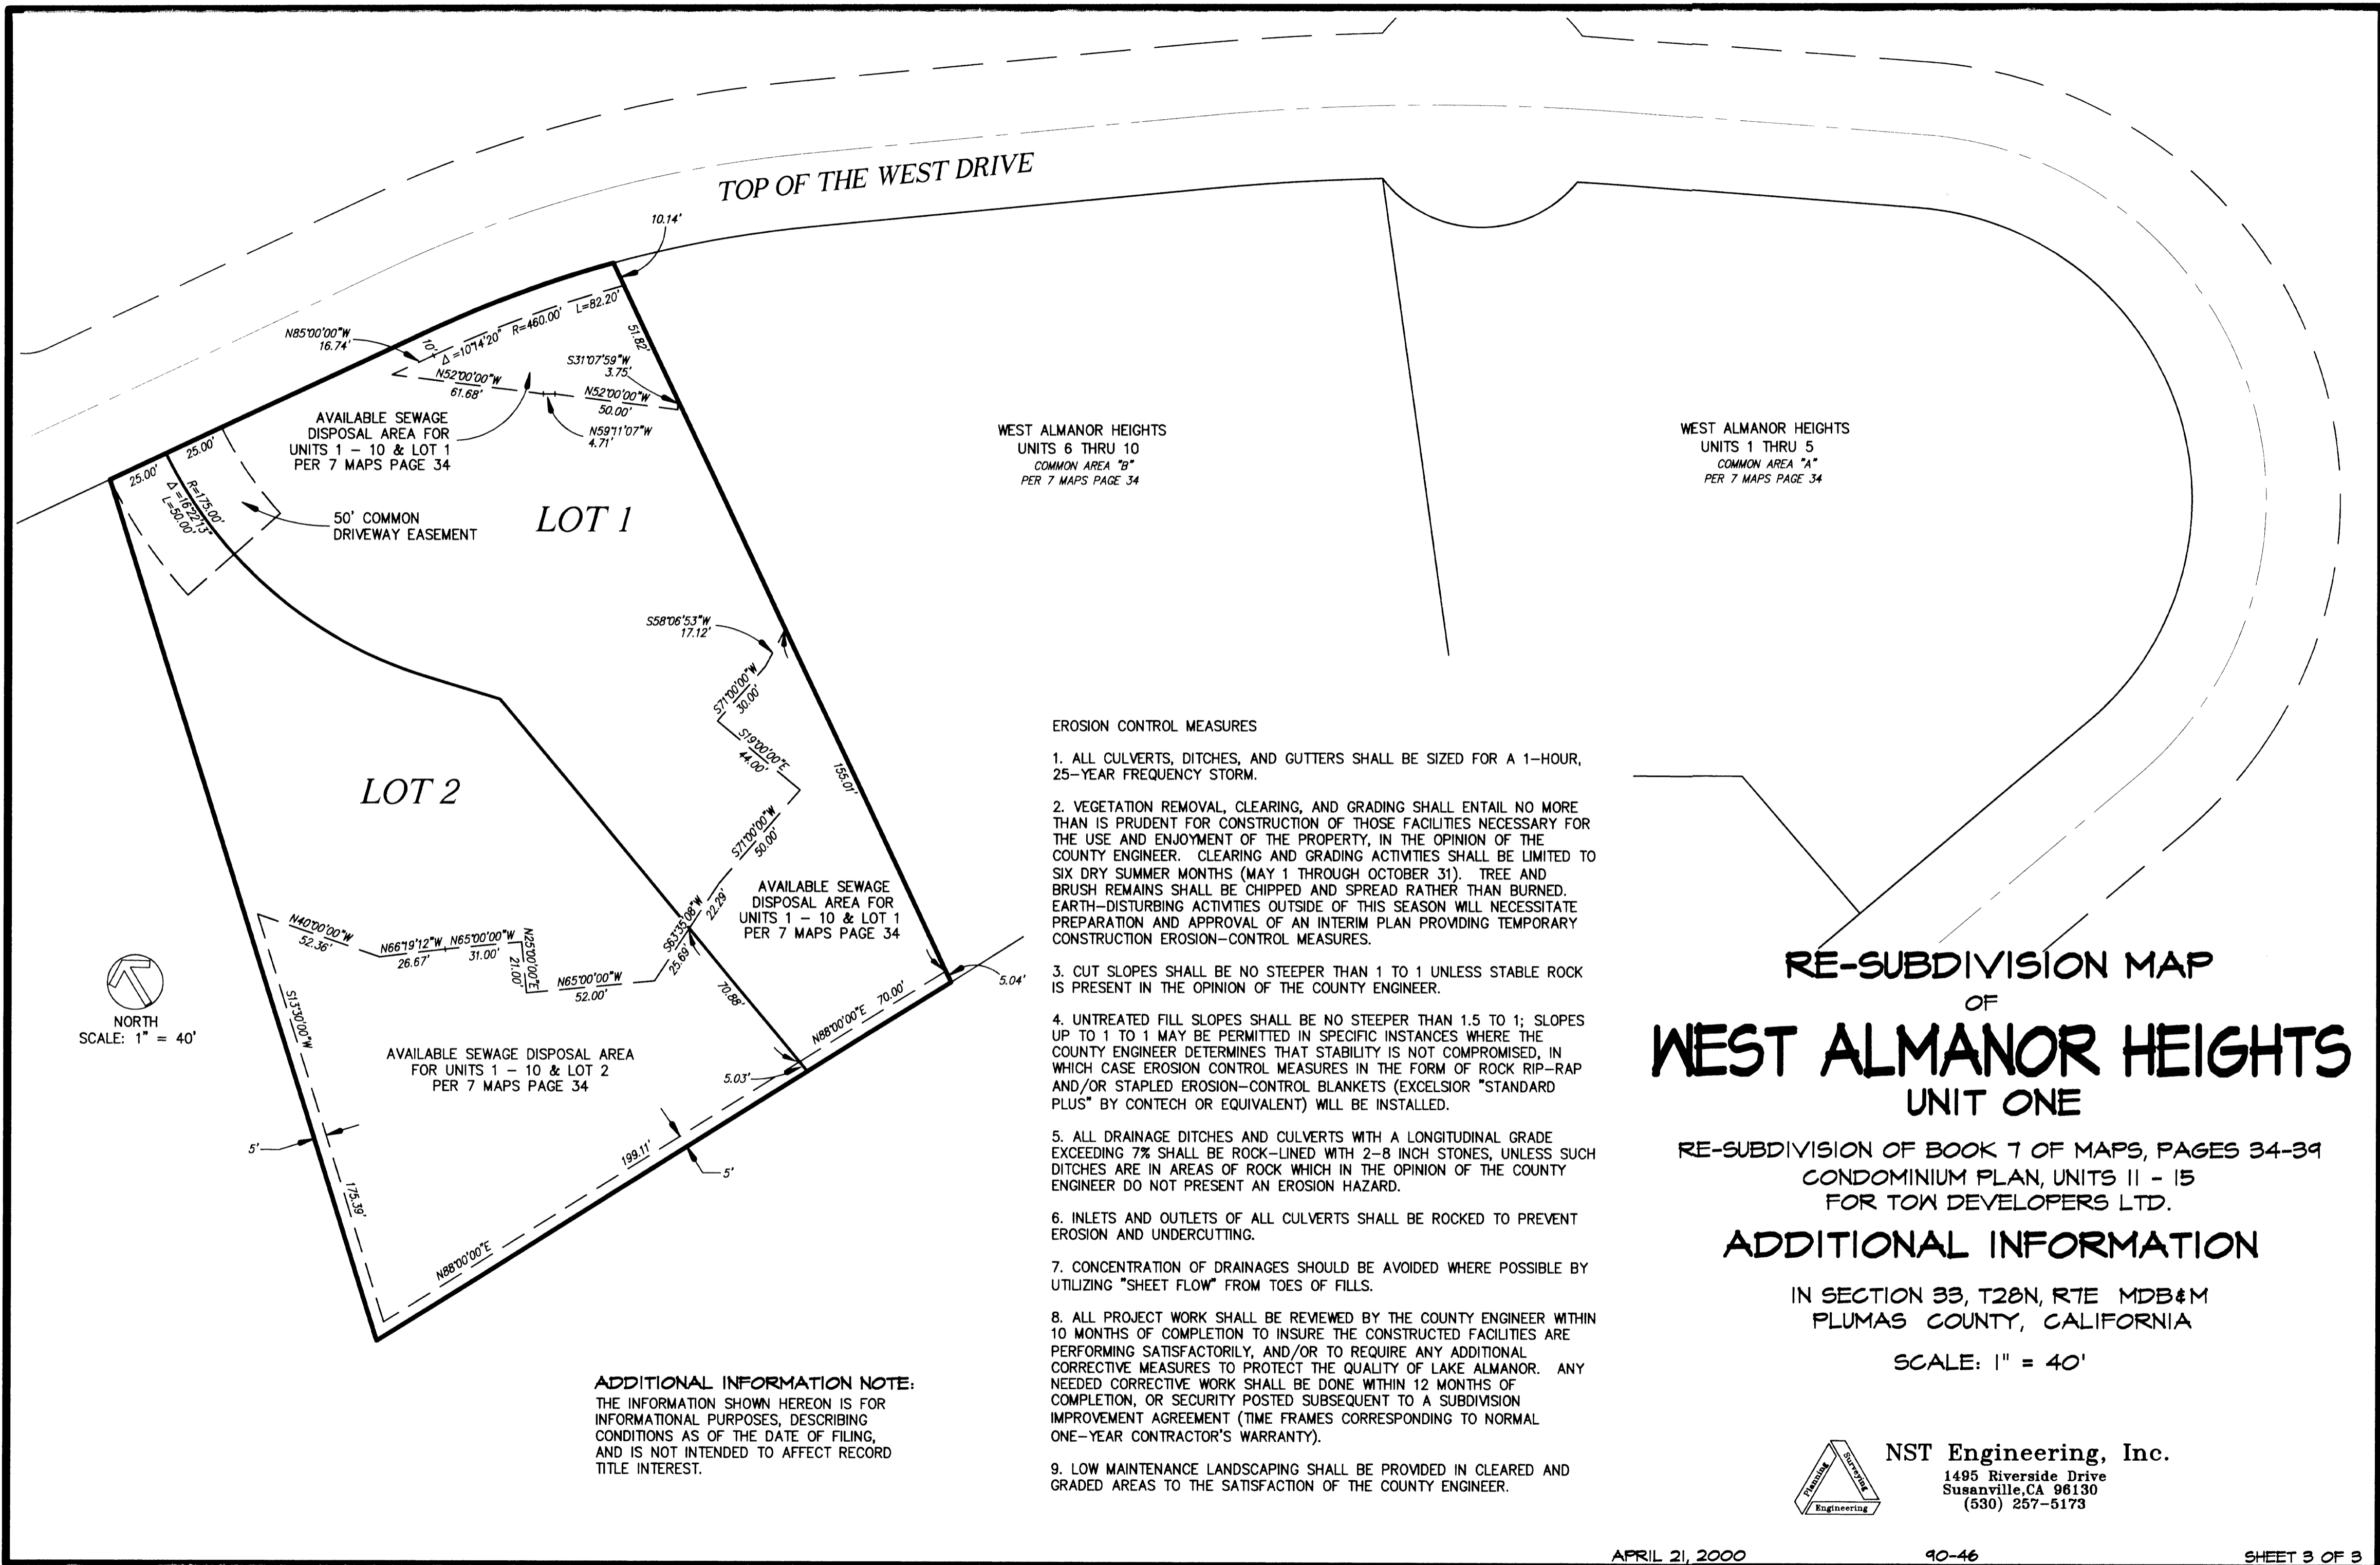 TOP OF THE WEST DRIVE
10.14'
N85°00'00"W
16.74'
10'
Δ=10°14'20" R=460.00' L=82.20'
51.82'
S31°07'59"W
3.75'
N52°00'00"W
61.68'
N52°00'00"W
50.00'
N59°11'07"W
4.71'
AVAILABLE SEWAGE
DISPOSAL AREA FOR
UNITS 1 - 10 & LOT 1
PER 7 MAPS PAGE 34
25.00'
25.00'
R=175.00'
Δ=16°22'13"
L=50.00'
50' COMMON
DRIVEWAY EASEMENT
LOT 1
WEST ALMANOR HEIGHTS
UNITS 6 THRU 10
COMMON AREA "B"
PER 7 MAPS PAGE 34
WEST ALMANOR HEIGHTS
UNITS 1 THRU 5
COMMON AREA "A"
PER 7 MAPS PAGE 34
S58°06'53"W
17.12'
S71°00'00"W
30.00'
S19°00'00"E
44.00'
155.01'
S71°00'00"W
50.00'
LOT 2
AVAILABLE SEWAGE
DISPOSAL AREA FOR
UNITS 1 - 10 & LOT 1
PER 7 MAPS PAGE 34
S63°35'08"W
22.29'
25.69'
N40°00'00"W
52.36'
N66°19'12"W
26.67'
N65°00'00"W
31.00'
N25°00'00"E
21.00'
N65°00'00"W
52.00'
70.88'
N88°00'00"E 70.00'
5.04'
5.03'
NORTH
SCALE: 1" = 40'
S13°30'00"W
175.39'
AVAILABLE SEWAGE DISPOSAL AREA
FOR UNITS 1 - 10 & LOT 2
PER 7 MAPS PAGE 34
5'
5'
199.11'
N88°00'00"E
ADDITIONAL INFORMATION NOTE:
THE INFORMATION SHOWN HEREON IS FOR
INFORMATIONAL PURPOSES, DESCRIBING
CONDITIONS AS OF THE DATE OF FILING,
AND IS NOT INTENDED TO AFFECT RECORD
TITLE INTEREST.
EROSION CONTROL MEASURES
1. ALL CULVERTS, DITCHES, AND GUTTERS SHALL BE SIZED FOR A 1-HOUR,
25-YEAR FREQUENCY STORM.
2. VEGETATION REMOVAL, CLEARING, AND GRADING SHALL ENTAIL NO MORE
THAN IS PRUDENT FOR CONSTRUCTION OF THOSE FACILITIES NECESSARY FOR
THE USE AND ENJOYMENT OF THE PROPERTY, IN THE OPINION OF THE
COUNTY ENGINEER. CLEARING AND GRADING ACTIVITIES SHALL BE LIMITED TO
SIX DRY SUMMER MONTHS (MAY 1 THROUGH OCTOBER 31). TREE AND
BRUSH REMAINS SHALL BE CHIPPED AND SPREAD RATHER THAN BURNED.
EARTH-DISTURBING ACTIVITIES OUTSIDE OF THIS SEASON WILL NECESSITATE
PREPARATION AND APPROVAL OF AN INTERIM PLAN PROVIDING TEMPORARY
CONSTRUCTION EROSION-CONTROL MEASURES.
3. CUT SLOPES SHALL BE NO STEEPER THAN 1 TO 1 UNLESS STABLE ROCK
IS PRESENT IN THE OPINION OF THE COUNTY ENGINEER.
4. UNTREATED FILL SLOPES SHALL BE NO STEEPER THAN 1.5 TO 1; SLOPES
UP TO 1 TO 1 MAY BE PERMITTED IN SPECIFIC INSTANCES WHERE THE
COUNTY ENGINEER DETERMINES THAT STABILITY IS NOT COMPROMISED, IN
WHICH CASE EROSION CONTROL MEASURES IN THE FORM OF ROCK RIP-RAP
AND/OR STAPLED EROSION-CONTROL BLANKETS (EXCELSIOR "STANDARD
PLUS" BY CONTECH OR EQUIVALENT) WILL BE INSTALLED.
5. ALL DRAINAGE DITCHES AND CULVERTS WITH A LONGITUDINAL GRADE
EXCEEDING 7% SHALL BE ROCK-LINED WITH 2-8 INCH STONES, UNLESS SUCH
DITCHES ARE IN AREAS OF ROCK WHICH IN THE OPINION OF THE COUNTY
ENGINEER DO NOT PRESENT AN EROSION HAZARD.
6. INLETS AND OUTLETS OF ALL CULVERTS SHALL BE ROCKED TO PREVENT
EROSION AND UNDERCUTTING.
7. CONCENTRATION OF DRAINAGES SHOULD BE AVOIDED WHERE POSSIBLE BY
UTILIZING "SHEET FLOW" FROM TOES OF FILLS.
8. ALL PROJECT WORK SHALL BE REVIEWED BY THE COUNTY ENGINEER WITHIN
10 MONTHS OF COMPLETION TO INSURE THE CONSTRUCTED FACILITIES ARE
PERFORMING SATISFACTORILY, AND/OR TO REQUIRE ANY ADDITIONAL
CORRECTIVE MEASURES TO PROTECT THE QUALITY OF LAKE ALMANOR. ANY
NEEDED CORRECTIVE WORK SHALL BE DONE WITHIN 12 MONTHS OF
COMPLETION, OR SECURITY POSTED SUBSEQUENT TO A SUBDIVISION
IMPROVEMENT AGREEMENT (TIME FRAMES CORRESPONDING TO NORMAL
ONE-YEAR CONTRACTOR'S WARRANTY).
9. LOW MAINTENANCE LANDSCAPING SHALL BE PROVIDED IN CLEARED AND
GRADED AREAS TO THE SATISFACTION OF THE COUNTY ENGINEER.
RE-SUBDIVISION MAP
OF
WEST ALMANOR HEIGHTS
UNIT ONE
RE-SUBDIVISION OF BOOK 7 OF MAPS, PAGES 34-39
CONDOMINIUM PLAN, UNITS 11 - 15
FOR TOW DEVELOPERS LTD.
ADDITIONAL INFORMATION
IN SECTION 33, T28N, R7E MDB&M
PLUMAS COUNTY, CALIFORNIA
SCALE: 1" = 40'
Planning
Surveying
Engineering
NST Engineering, Inc.
1495 Riverside Drive
Susanville,CA 96130
(530) 257-5173
APRIL 21, 2000
90-46
SHEET 3 OF 3